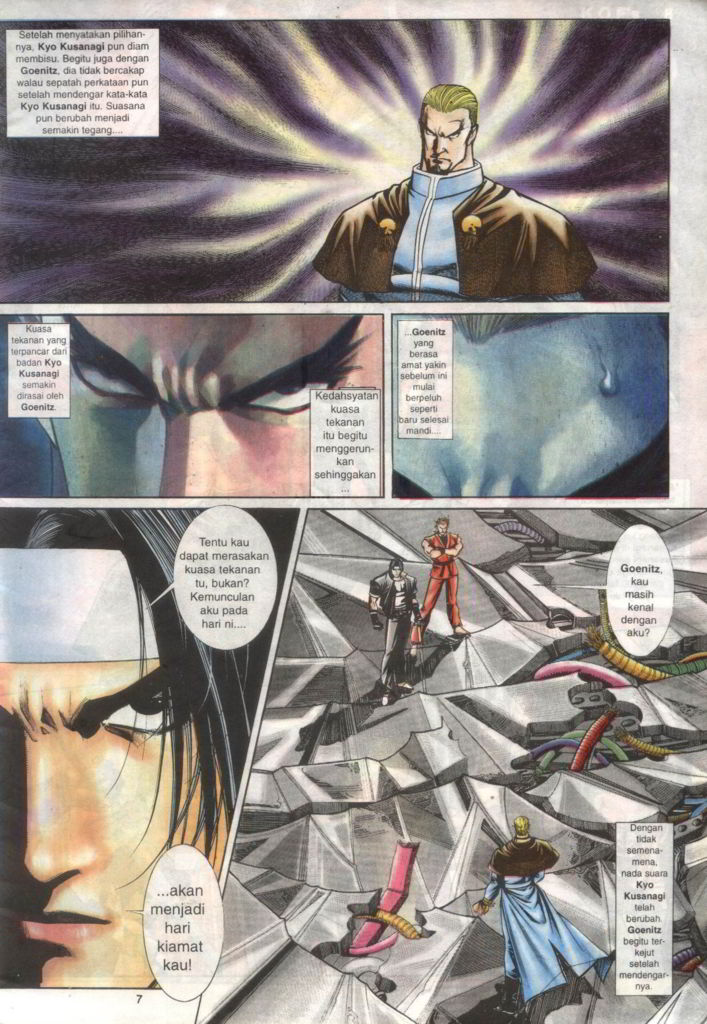 Setelah menyatakan pilihan-
nya, Kyo Kusanagi pun diam
membisu. Begitu juga dengan
Goenitz, dia tidak bercakap
walau sepatah perkataan pun
setelah mendengar kata-kata
Kyo Kusanagi itu. Suasana
pun berubah menjadi
semakin tegang....
Kuasa
tekanan yang
terpancar dari
badan Kyo
Kusanagi
semakin
dirasai oleh
Goenitz.
Kedahsyatan
kuasa
tekanan
itu begitu
menggerun-
kan
sehinggakan
...
...Goenitz
yang
berasa
amat yakin
sebelum ini
mulai
berpeluh
seperti
baru selesai
mandi....
Tentu kau
dapat merasakan
kuasa tekanan
tu, bukan?
Kemunculan
aku pada
hari ni....
...akan
menjadi
hari
kiamat
kau!
Goenitz,
kau
masih
kenal
dengan
aku?
Dengan
tidak
semena-
mena,
nada suara
Kyo
Kusanagi
telah
berubah.
Goenitz
begitu ter-
kejut
setelah
mendengar-
nya.
7